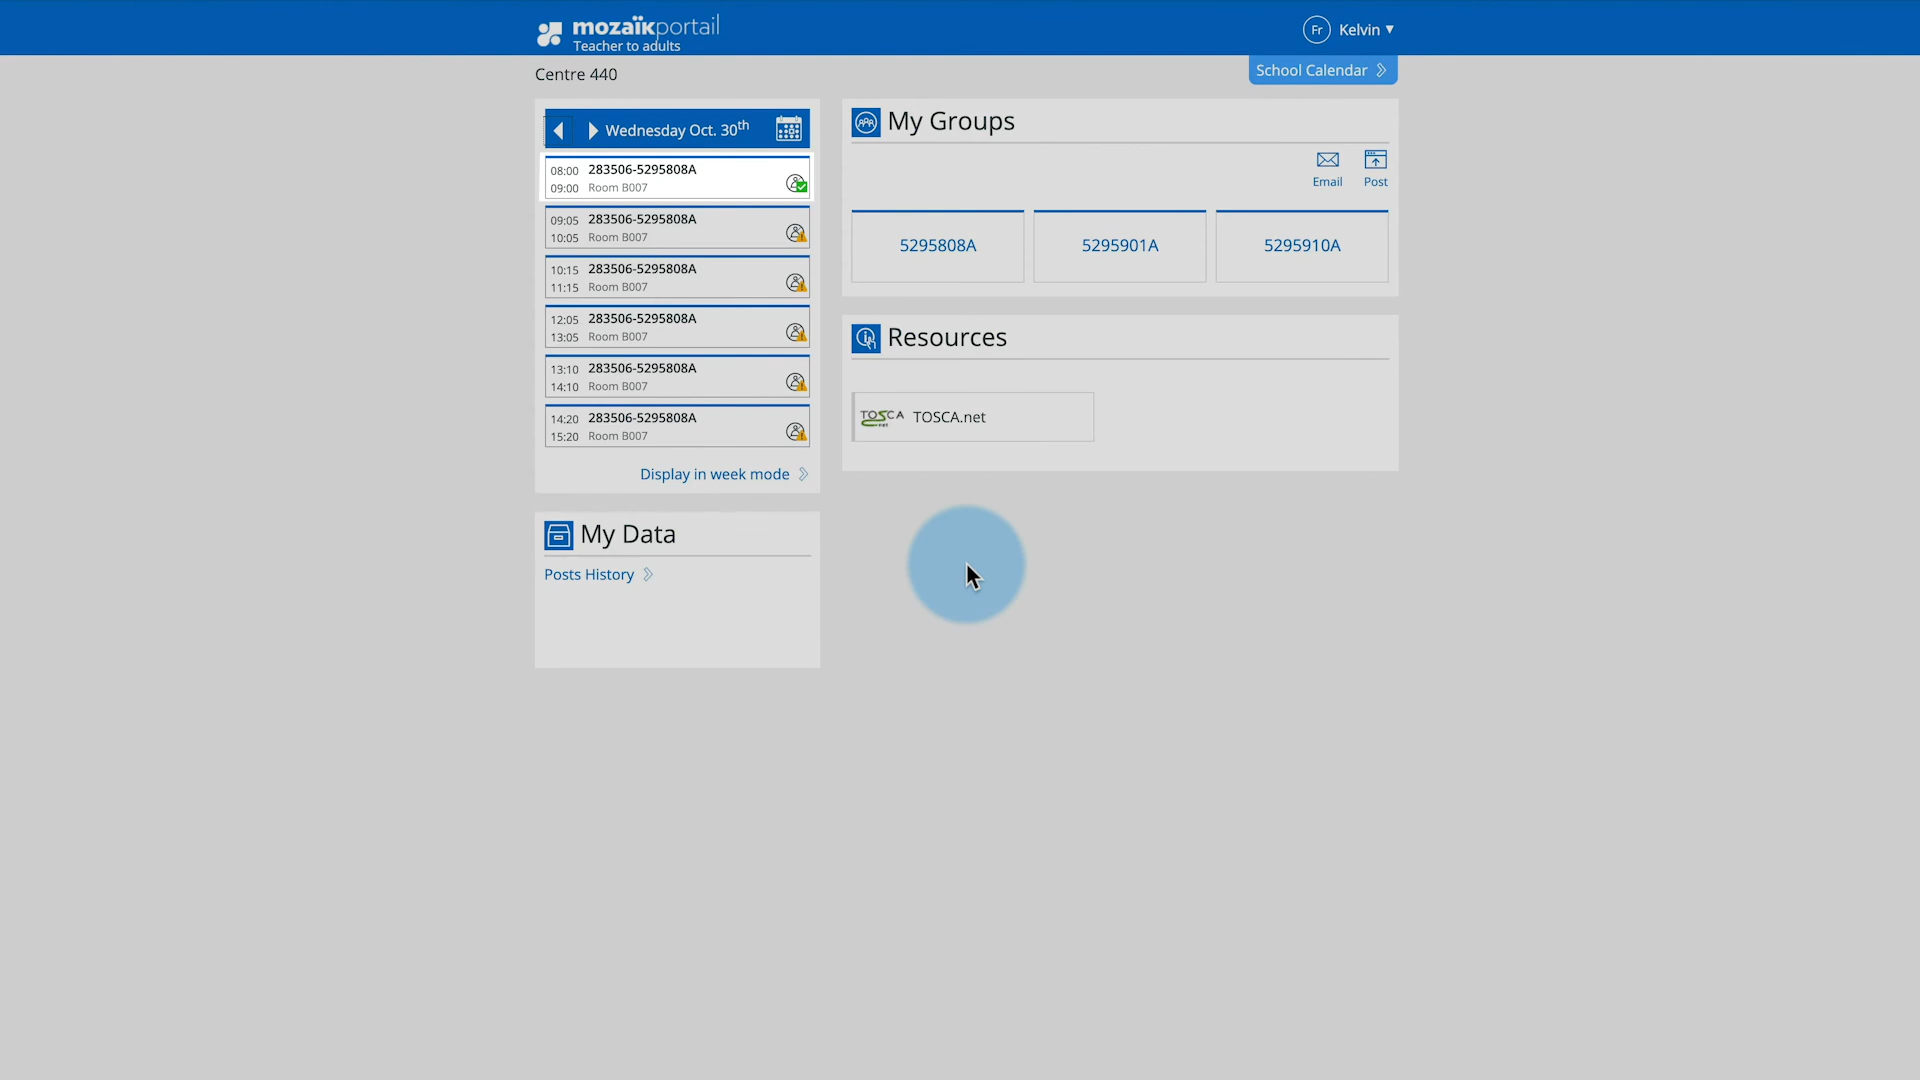 mozaïkportail
Teacher to adults
Fr
Kelvin
Centre 440
School Calendar
Wednesday Oct. 30th
08:00 283506-5295808A
09:00 Room B007
09:05 283506-5295808A
10:05 Room B007
10:15 283506-5295808A
11:15 Room B007
12:05 283506-5295808A
13:05 Room B007
13:10 283506-5295808A
14:10 Room B007
14:20 283506-5295808A
15:20 Room B007
Display in week mode
My Data
Posts History
My Groups
Email Post
5295808A 5295901A 5295910A
Resources
TOSCA
net
TOSCA.net